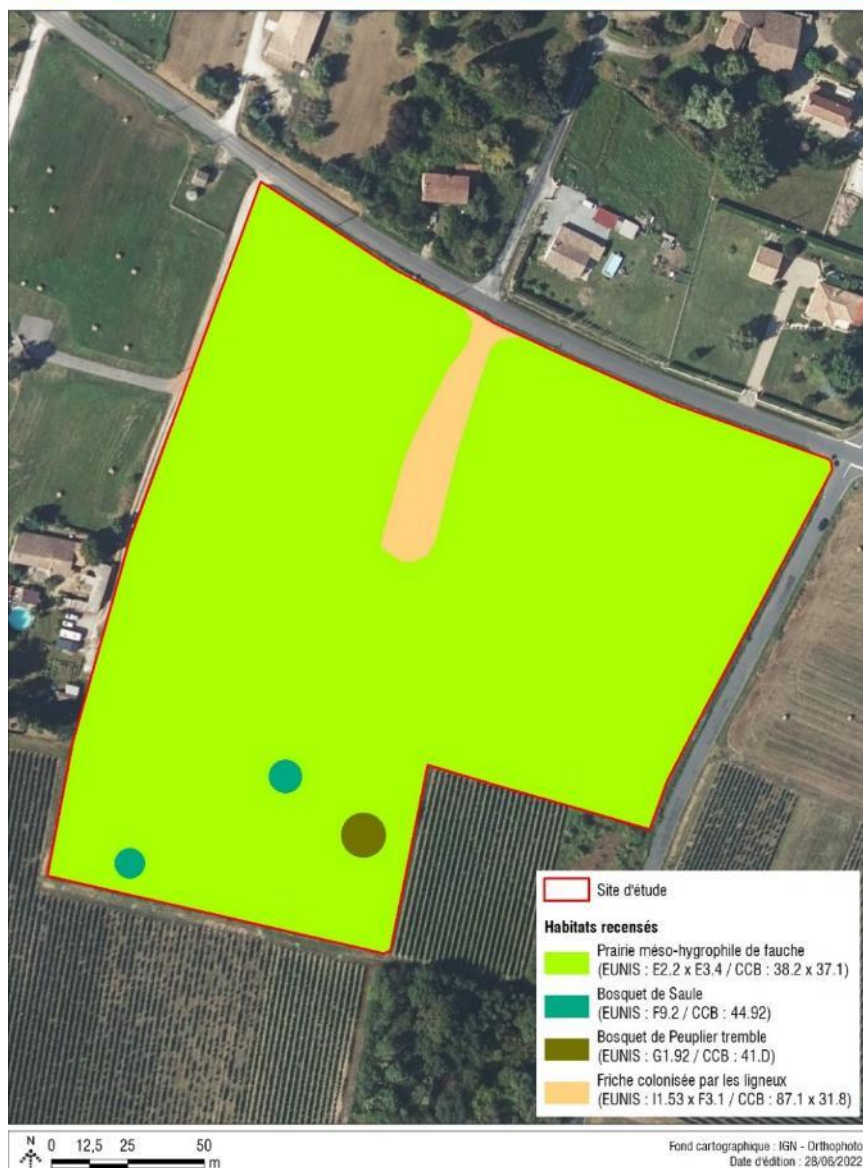 Site d'étude
Habitats recensés
Prairie méso-hygrophile de fauche
(EUNIS : E2.2 x E3.4 / CCB : 38.2 x 37.1)
Bosquet de Saule
(EUNIS : F9.2 / CCB : 44.92)
Bosquet de Peuplier tremble
(EUNIS : G1.92 / CCB : 41.D)
Friche colonisée par les ligneux
(EUNIS : I1.53 x F3.1 / CCB : 87.1 x 31.8)
N 0 12,5 25 50
m
Fond cartographique : IGN - Orthophoto
Date d'édition : 28/06/2022